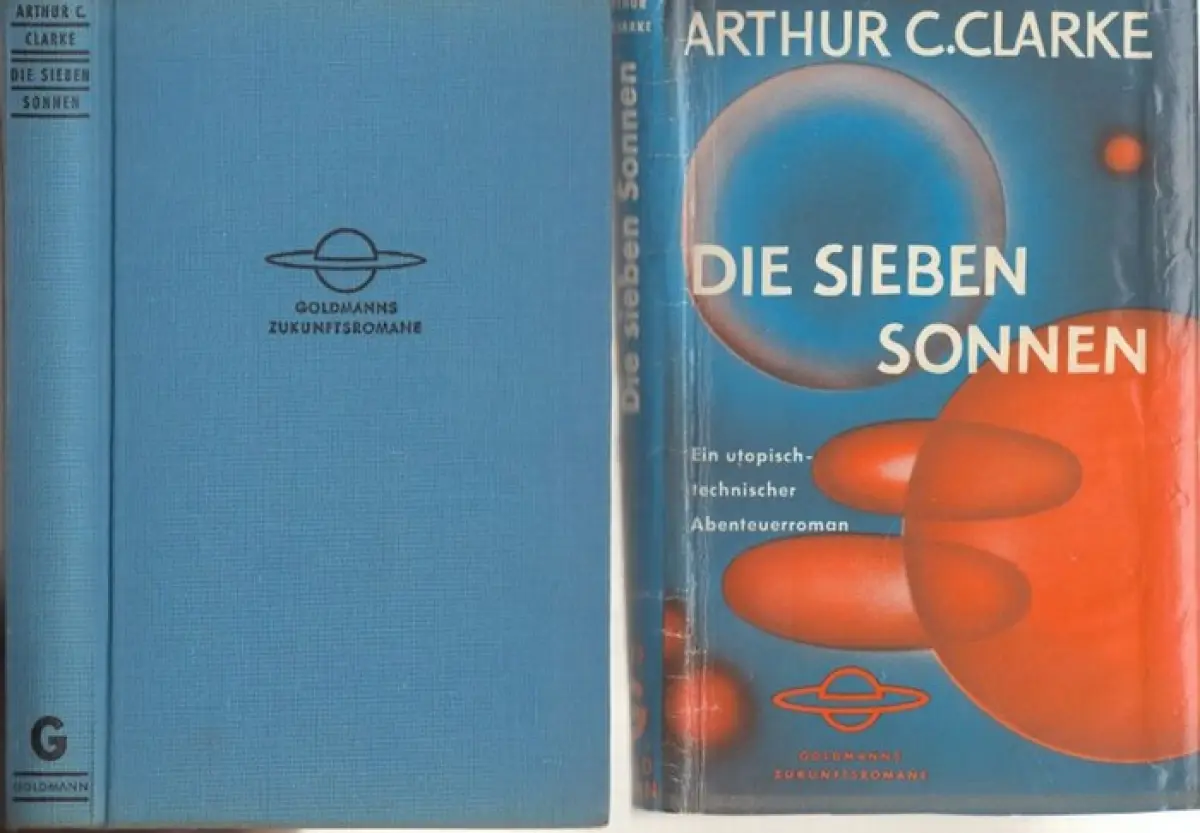 ARTHUR C.
CLARKE
DIE SIEBEN
SONNEN
GOLDMANNS
ZUKUNFTSROMANE
G
GOLDMANN
Die sieben Sonnen
ARTHUR C.CLARKE
DIE SIEBEN
SONNEN
Ein utopisch-
technischer
Abenteuerroman
GOLDMANNS
ZUKUNFTSROMANE